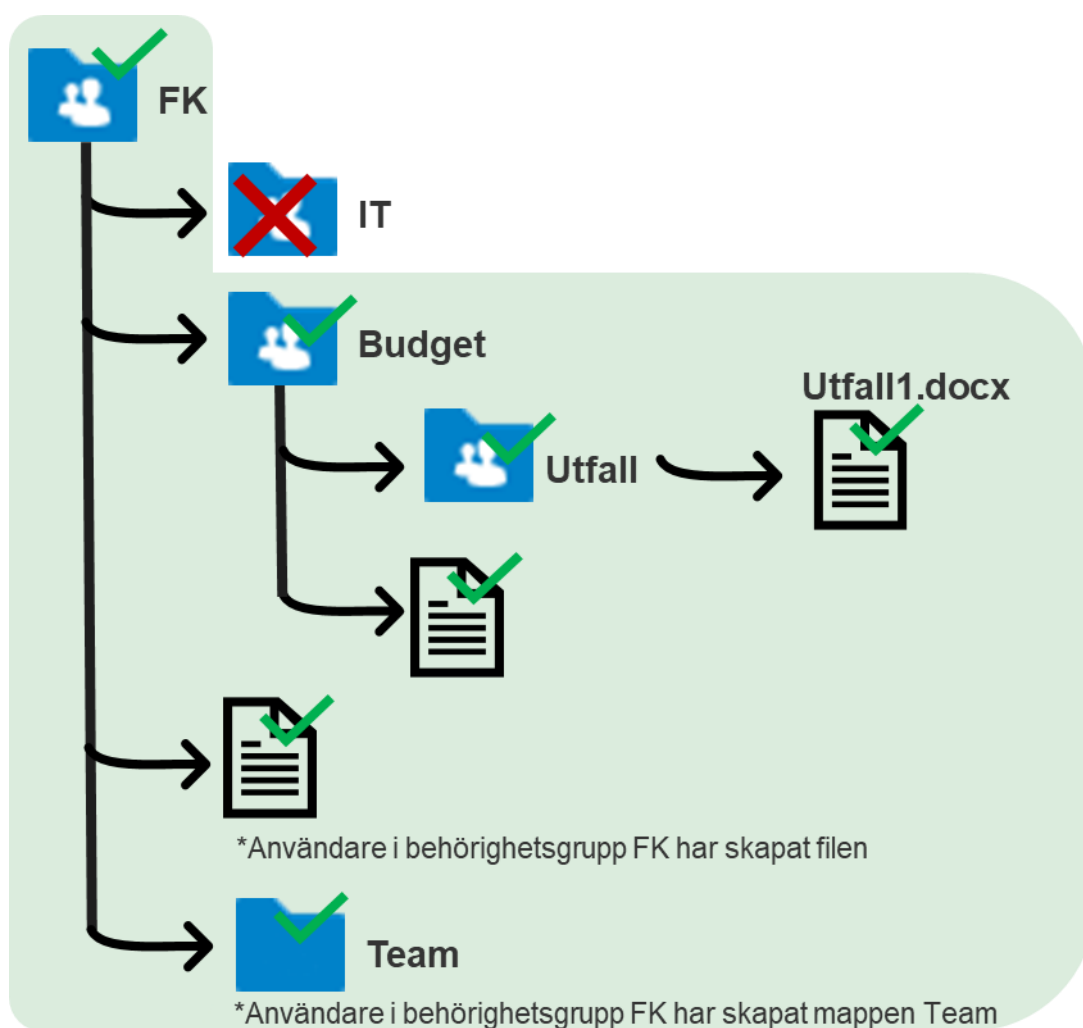 FK
IT
Budget
Utfall1.docx
Utfall
*Användare i behörighetsgrupp FK har skapat filen
Team
*Användare i behörighetsgrupp FK har skapat mappen Team